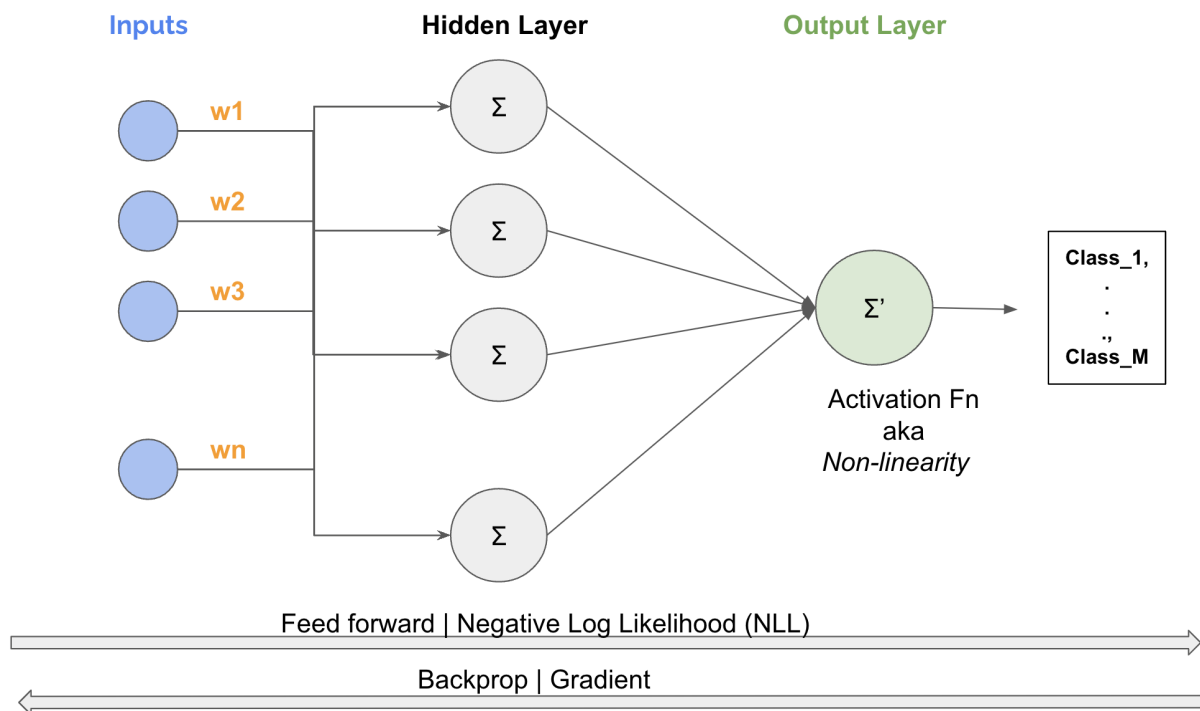 Inputs
Hidden Layer
Output Layer
w1
w2
w3
wn
Σ
Σ
Σ
Σ
Σ’
Activation Fn
aka
Non-linearity
Class_1,
.
.
.,
Class_M
Feed forward | Negative Log Likelihood (NLL)
Backprop | Gradient